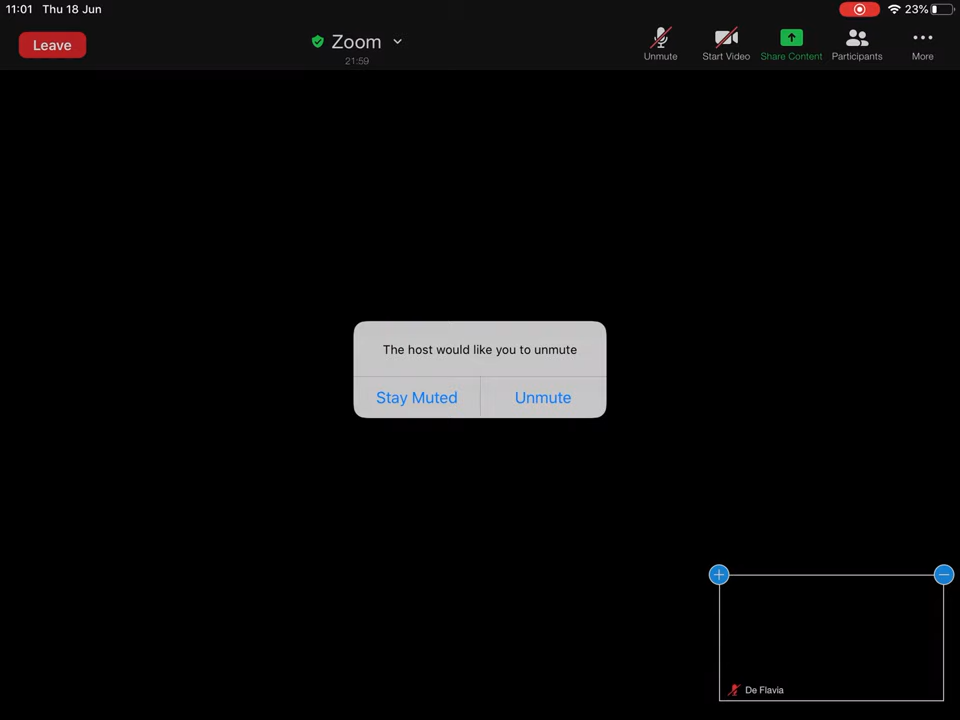 11:01 Thu 18 Jun
23%
Leave
Zoom
21:59
Unmute
Start Video
Share Content
Participants
More
The host would like you to unmute
Stay Muted
Unmute
De Flavia